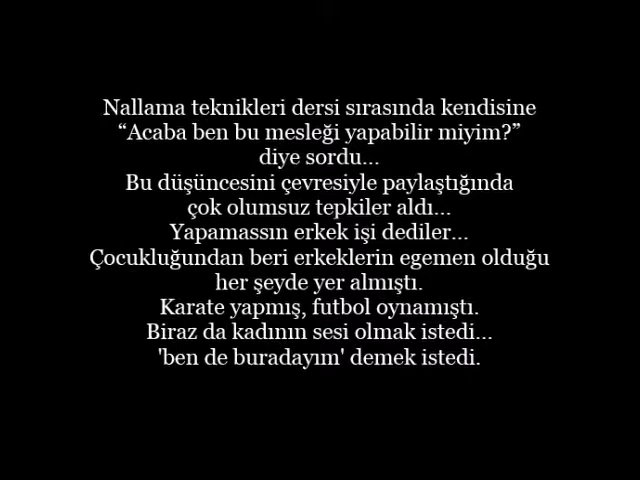 Nallama teknikleri dersi sırasında kendisine
“Acaba ben bu mesleği yapabilir miyim?”
diye sordu...
Bu düşüncesini çevresiyle paylaştığında
çok olumsuz tepkiler aldı...
Yapamassın erkek işi dediler...
Çocukluğundan beri erkeklerin egemen olduğu
her şeyde yer almıştı.
Karate yapmış, futbol oynamıştı.
Biraz da kadının sesi olmak istedi...
'ben de buradayım' demek istedi.